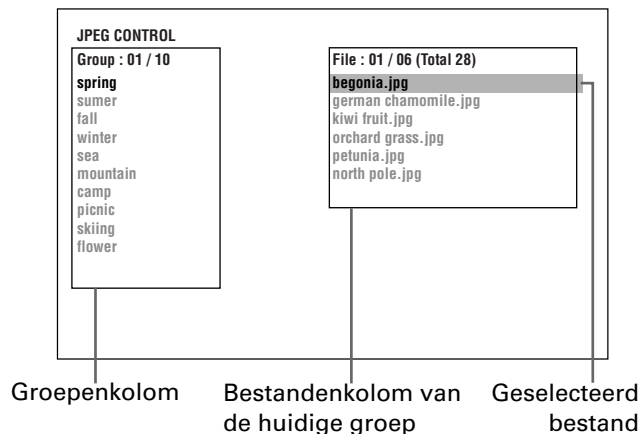 JPEG CONTROL
Group : 01 / 10
spring
sumer
fall
winter
sea
mountain
camp
picnic
skiing
flower
File : 01 / 06 (Total 28)
begonia.jpg
german chamomile.jpg
kiwi fruit.jpg
orchard grass.jpg
petunia.jpg
north pole.jpg
Groepenkolom
Bestandenkolom van
de huidige groep
Geselecteerd
bestand